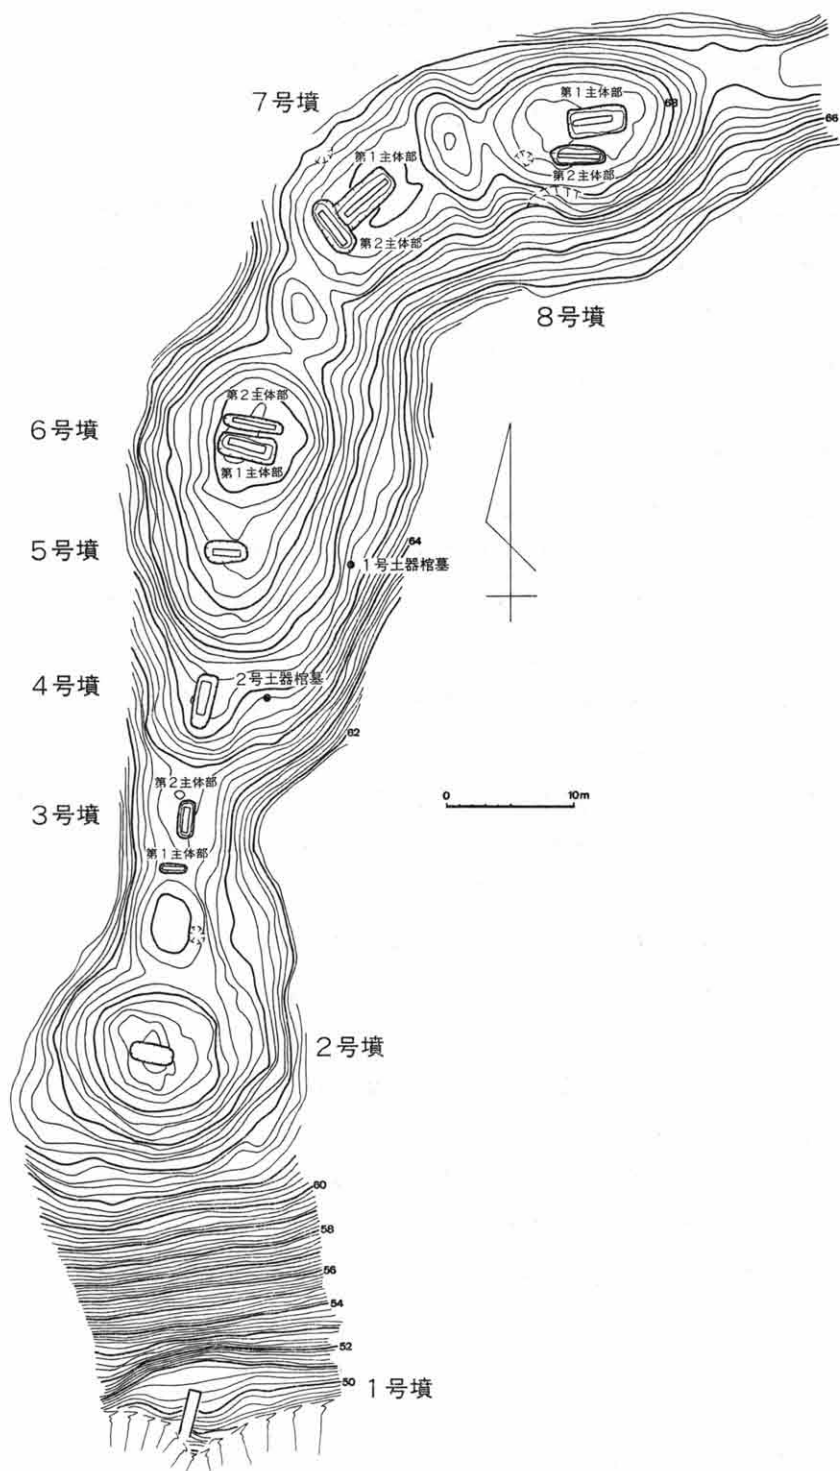 7号墳
第1主体部
68
66
第1主体部
第2主体部
第2主体部
8号墳
第2主体部
6号墳
第1主体部
64
5号墳
1号土器棺墓
4号墳
2号土器棺墓
62
第2主体部
3号墳
0 10m
第1主体部
2号墳
60
58
56
54
52
50
1号墳